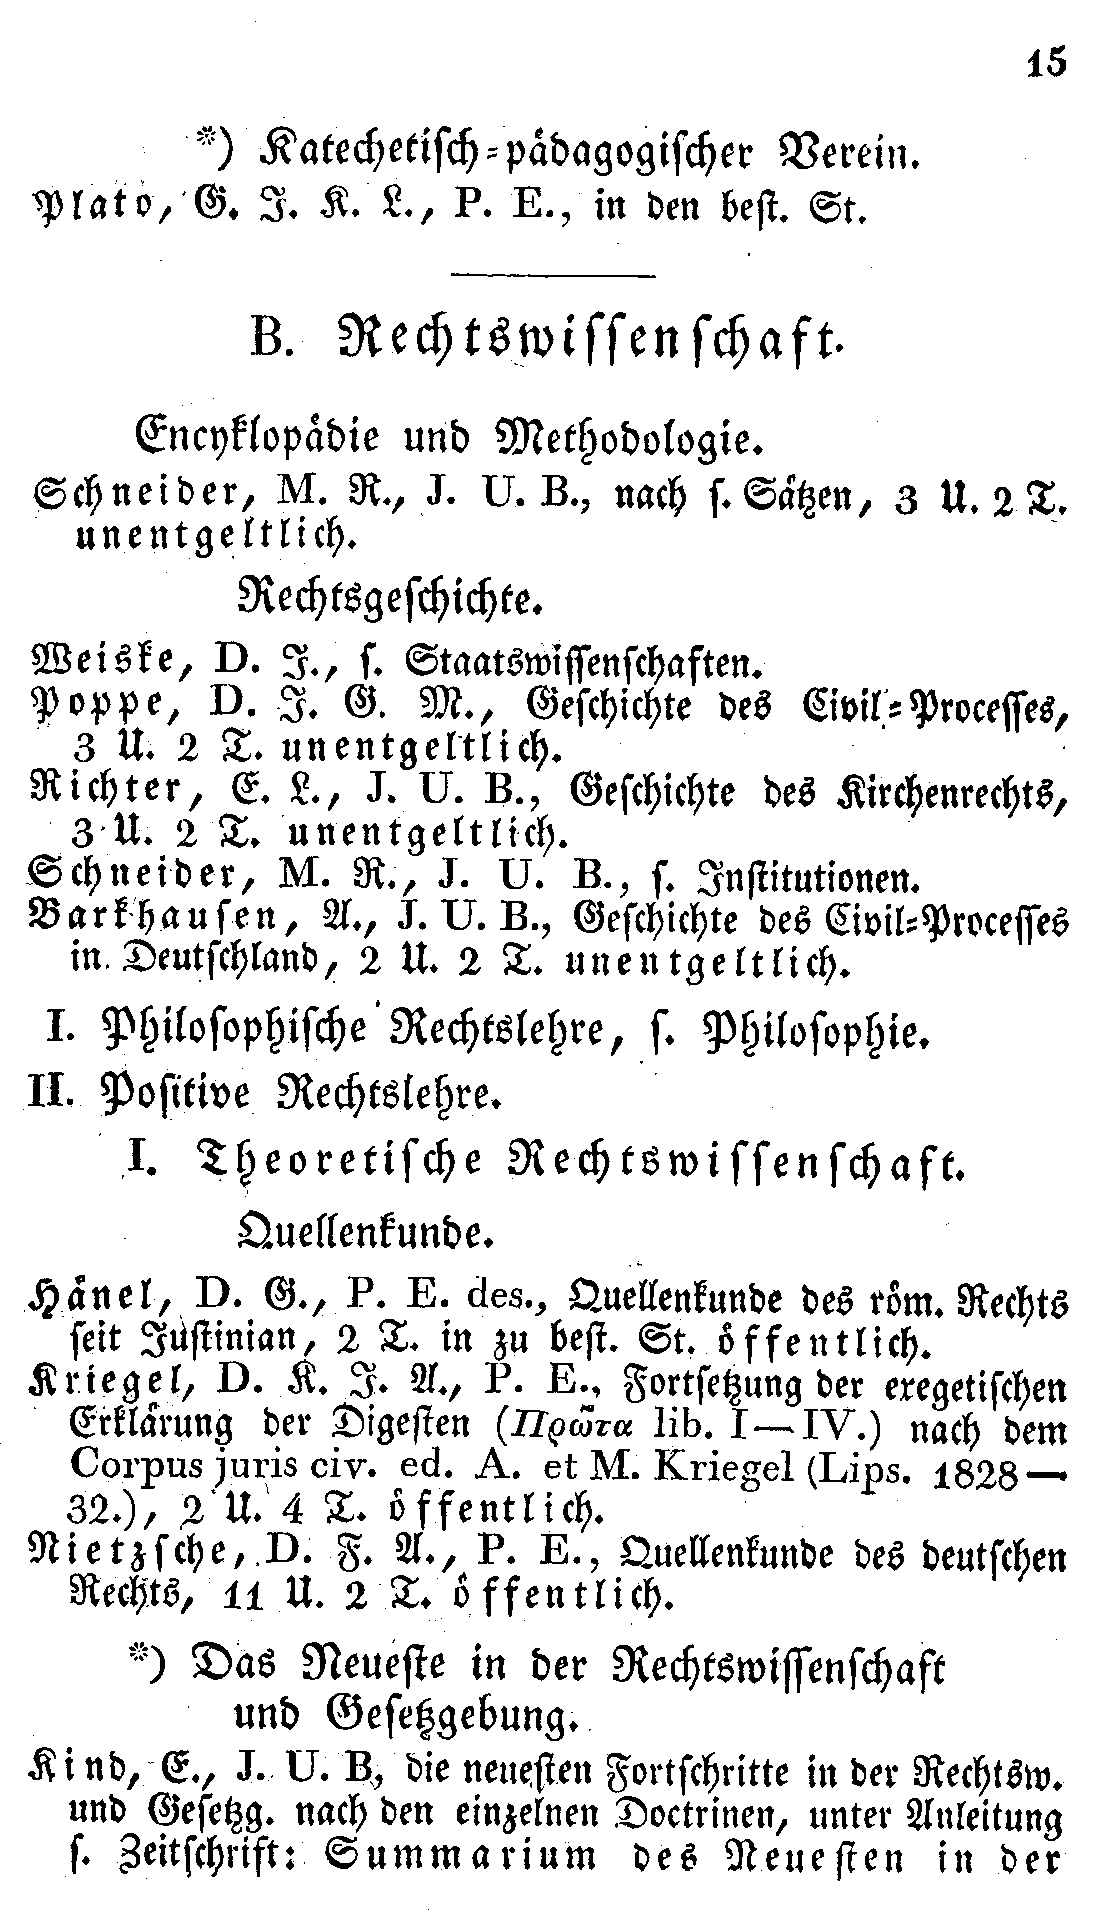 15
*) Katechetisch-pädagogischer Verein.
Plato, G. J. K. L., P. E., in den best. St.
B. Rechtswissenschaft.
Encyklopädie und Methodologie.
Schneider, M. R., J. U. B., nach s. Sätzen, 3 U. 2 T.
unentgeltlich.
Rechtsgeschichte.
Weiske, D. J., s. Staatswissenschaften.
Poppe, D. J. G. M., Geschichte des Civil-Processes,
3 U. 2 T. unentgeltlich.
Richter, E. L., J. U. B., Geschichte des Kirchenrechts,
3 U. 2 T. unentgeltlich.
Schneider, M. R., J. U. B., s. Institutionen.
Barkhausen, A., J. U. B., Geschichte des Civil-Processes
in Deutschland, 2 U. 2 T. unentgeltlich.
I. Philosophische Rechtslehre, s. Philosophie.
II. Positive Rechtslehre.
I. Theoretische Rechtswissenschaft.
Quellenkunde.
Hänel, D. G., P. E. des., Quellenkunde des röm. Rechts
seit Justinian, 2 T. in zu best. St. öffentlich.
Kriegel, D. K. J. A., P. E., Fortsetzung der exegetischen
Erklärung der Digesten (Πρῶτα lib. I—IV.) nach dem
Corpus juris civ. ed. A. et M. Kriegel (Lips. 1828—
32.), 2 U. 4 T. öffentlich.
Nietzsche, D. F. A., P. E., Quellenkunde des deutschen
Rechts, 11 U. 2 T. öffentlich.
*) Das Neueste in der Rechtswissenschaft
und Gesetzgebung.
Kind, E., J. U. B, die neuesten Fortschritte in der Rechtsw.
und Gesetzg. nach den einzelnen Doctrinen, unter Anleitung
s. Zeitschrift: Summarium des Neuesten in der